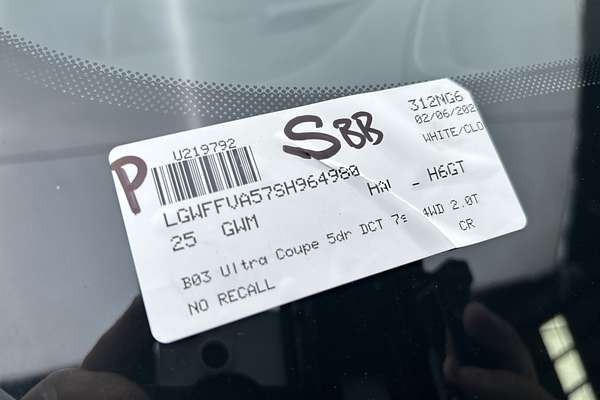 P
U219792
SBB
312NG6
02/06/202
WHITE/CLO
LGWFFVA57SH964980
HW - H6GT
25 GWM
B03 Ultra Coupe 5dr DCT 7s 4WD 2.0T
CR
NO RECALL